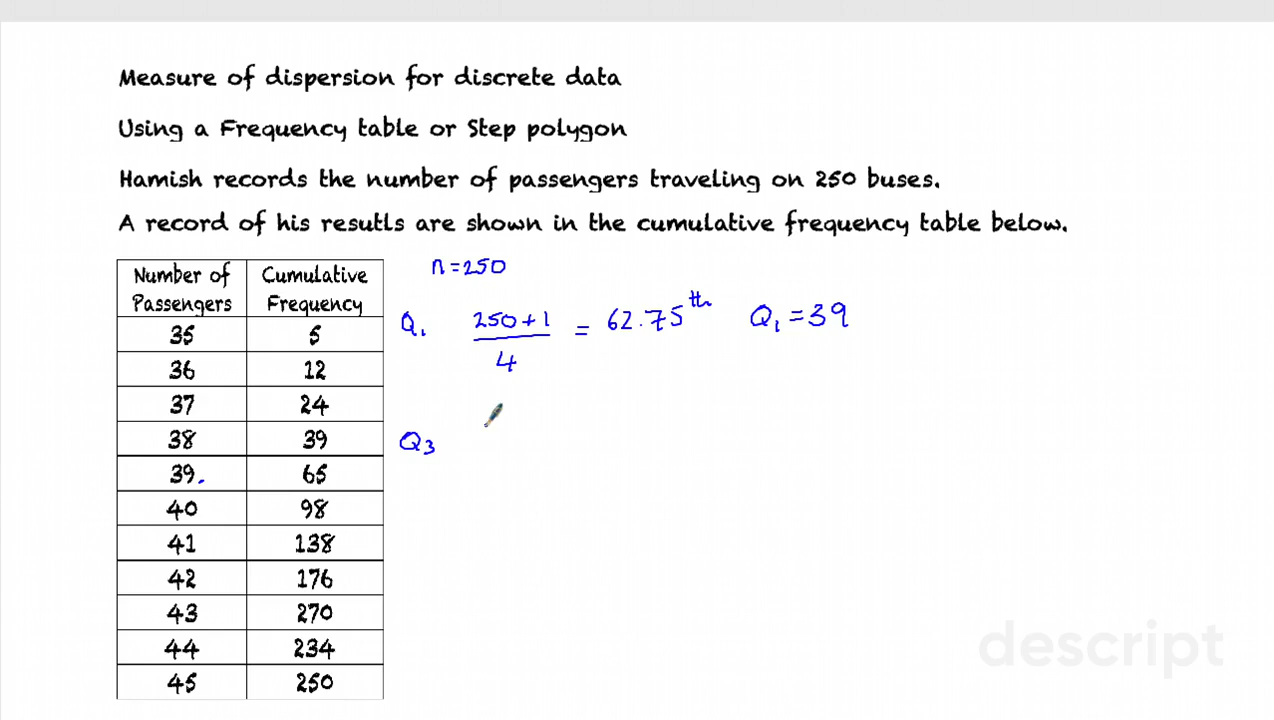 Measure of dispersion for discrete data
Using a Frequency table or Step polygon
Hamish records the number of passengers traveling on 250 buses.
A record of his resutls are shown in the cumulative frequency table below.
Number of Passengers Cumulative Frequency
35 5
36 12
37 24
38 39
39. 65
40 98
41 138
42 176
43 270
44 234
45 250
n = 250
Q₁ 250 + 1 / 4 = 62.75th Q₁ = 39
Q₃
descript